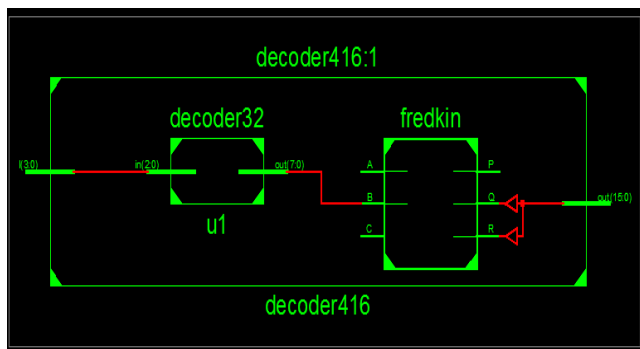 decoder416:1
decoder32
fredkin
I(3:0)
in(2:0)
out(7:0)
A
P
B
Q
out(15:0)
C
R
u1
decoder416